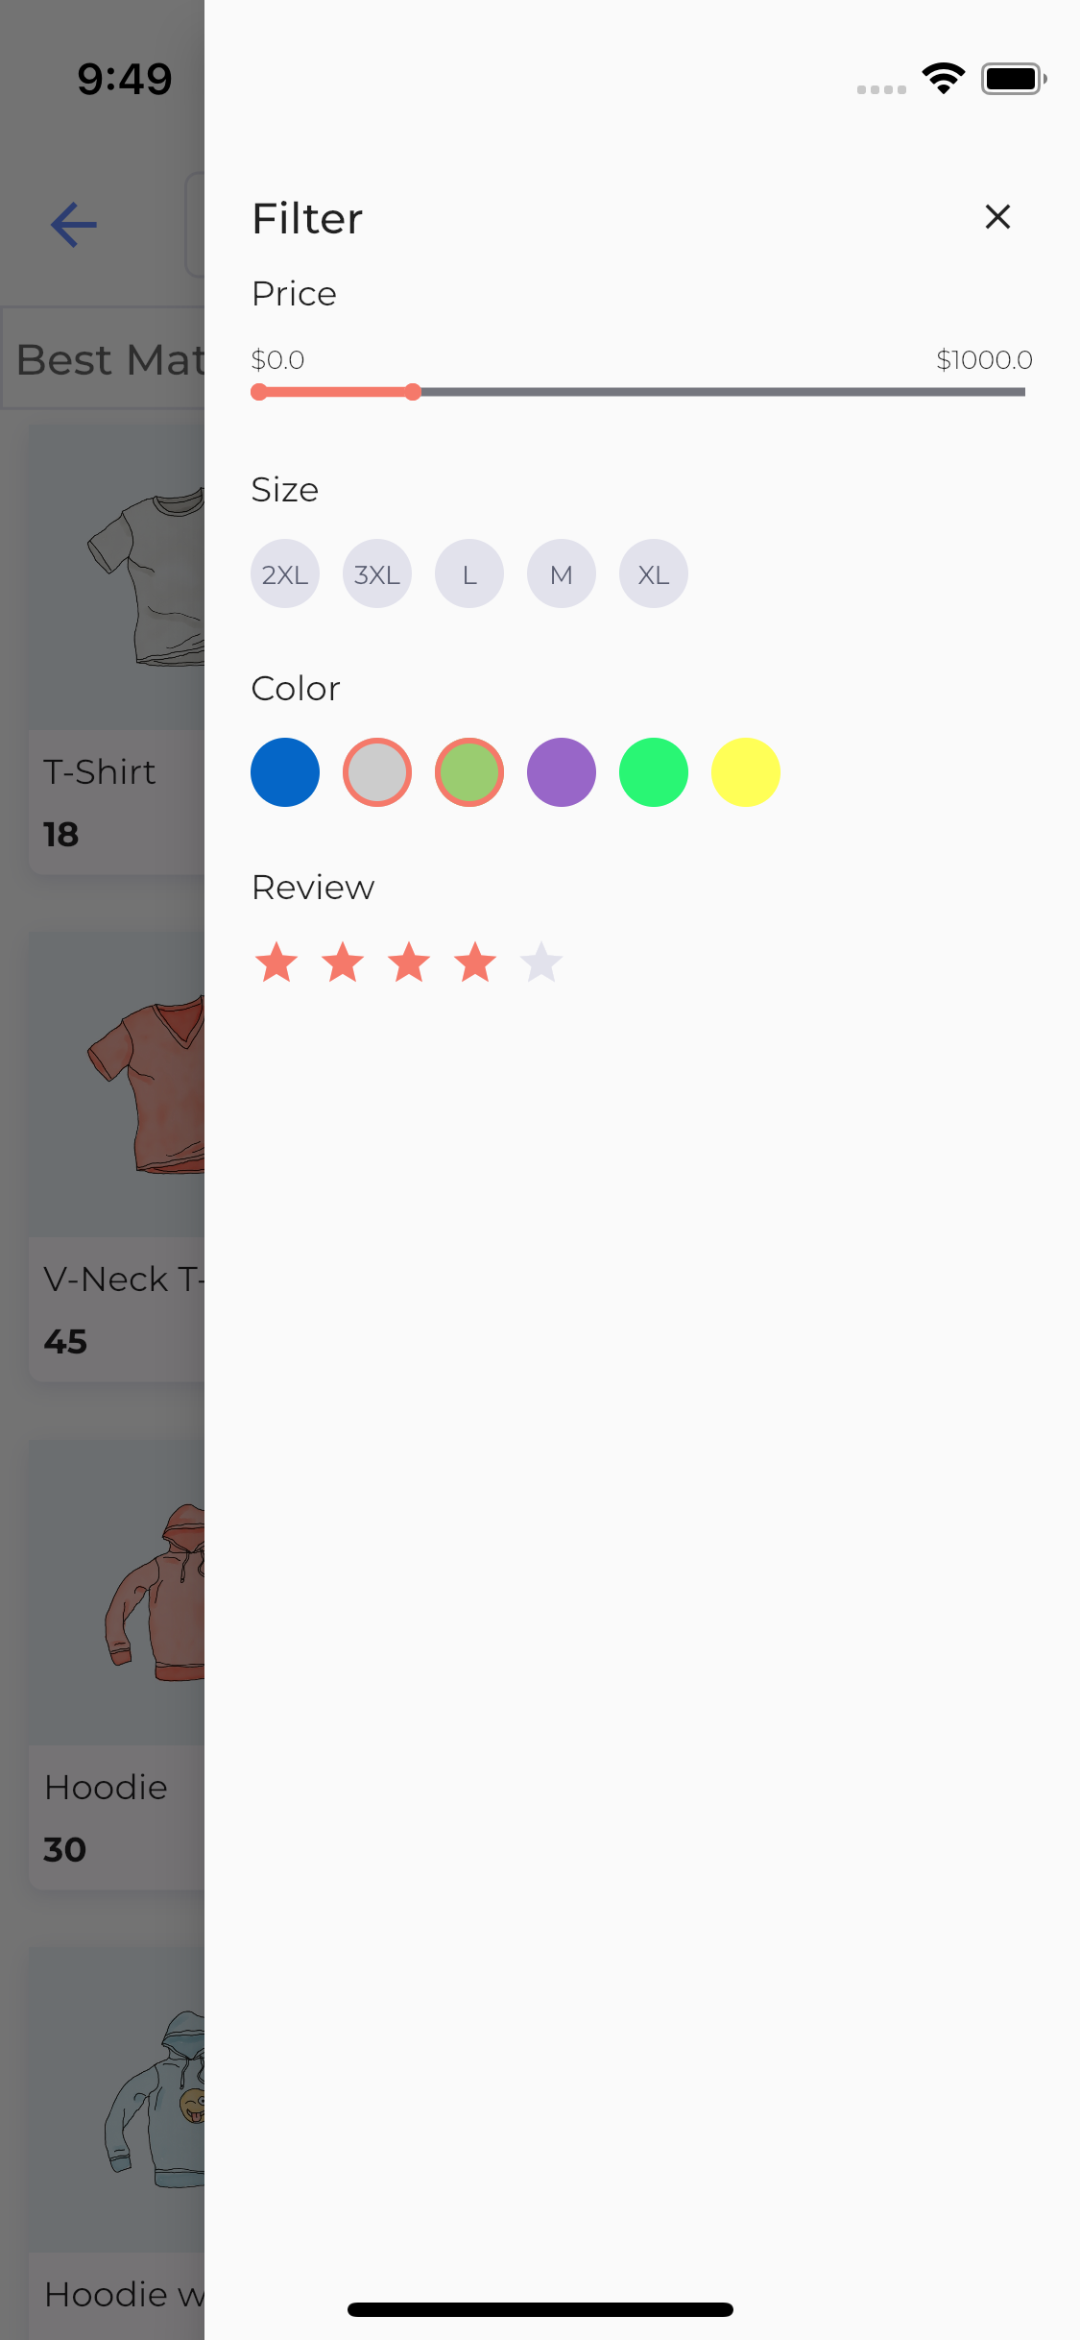 9:49
Filter
Price
$0.0 $1000.0
Best Mat
Size
2XL 3XL L M XL
Color
T-Shirt
18
Review
V-Neck T-
45
Hoodie
30
Hoodie w